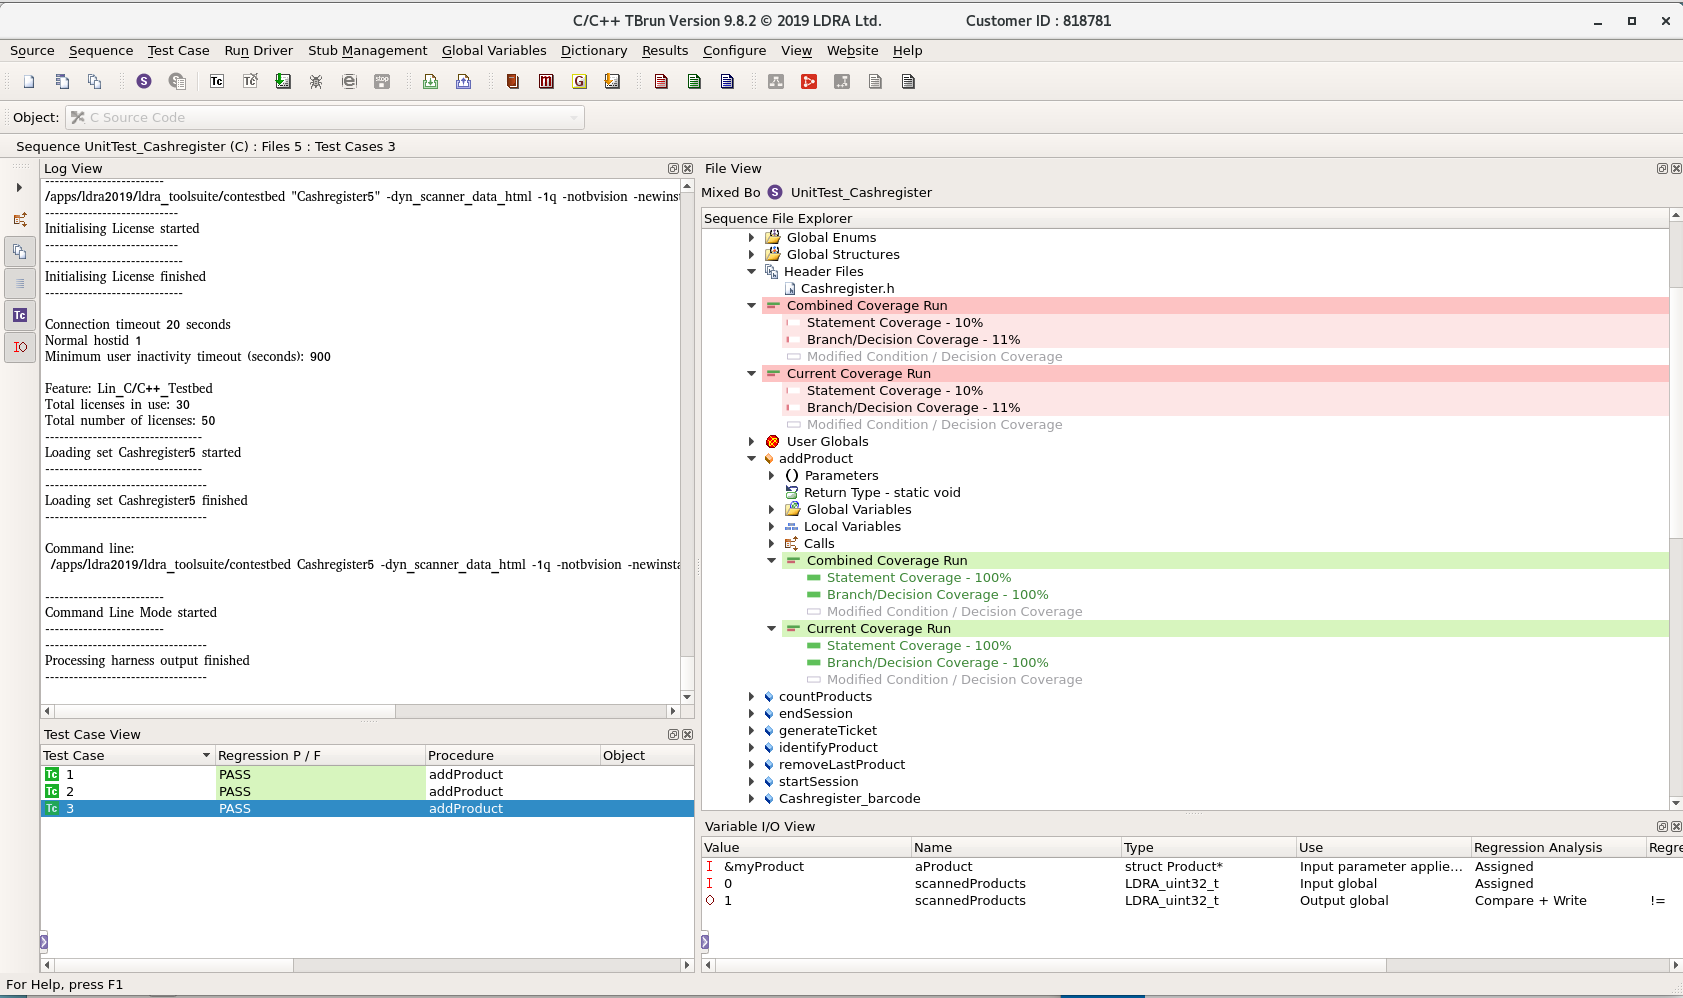 C/C++ TBrun Version 9.8.2 © 2019 LDRA Ltd. Customer ID : 818781
Source Sequence Test Case Run Driver Stub Management Global Variables Dictionary Results Configure View Website Help
S Tc Tc stop m G
Object: C Source Code
Sequence UnitTest_Cashregister (C) : Files 5 : Test Cases 3
Log View
/apps/ldra2019/ldra_toolsuite/contestbed "Cashregister5" -dyn_scanner_data_html -1q -notbvision -newins
-----------------------------
Initialising License started
-----------------------------
------------------------------
Initialising License finished
------------------------------
Connection timeout 20 seconds
Normal hostid 1
Minimum user inactivity timeout (seconds): 900
Feature: Lin_C/C++_Testbed
Total licenses in use: 30
Total number of licenses: 50
----------------------------------
Loading set Cashregister5 started
----------------------------------
-----------------------------------
Loading set Cashregister5 finished
-----------------------------------
Command line:
/apps/ldra2019/ldra_toolsuite/contestbed Cashregister5 -dyn_scanner_data_html -1q -notbvision -newinsta
--------------------------
Command Line Mode started
--------------------------
-----------------------------------
Processing harness output finished
-----------------------------------
Tc
IO
Test Case View
Test Case Regression P / F Procedure Object
Tc 1 PASS addProduct
Tc 2 PASS addProduct
Tc 3 PASS addProduct
File View
Mixed Bo S UnitTest_Cashregister
Sequence File Explorer
Global Enums
Global Structures
Header Files
Cashregister.h
Combined Coverage Run
Statement Coverage - 10%
Branch/Decision Coverage - 11%
Modified Condition / Decision Coverage
Current Coverage Run
Statement Coverage - 10%
Branch/Decision Coverage - 11%
Modified Condition / Decision Coverage
User Globals
addProduct
() Parameters
Return Type - static void
Global Variables
Local Variables
Calls
Combined Coverage Run
Statement Coverage - 100%
Branch/Decision Coverage - 100%
Modified Condition / Decision Coverage
Current Coverage Run
Statement Coverage - 100%
Branch/Decision Coverage - 100%
Modified Condition / Decision Coverage
countProducts
endSession
generateTicket
identifyProduct
removeLastProduct
startSession
Cashregister_barcode
Variable I/O View
Value Name Type Use Regression Analysis Regre
I &myProduct aProduct struct Product* Input parameter applie... Assigned
I 0 scannedProducts LDRA_uint32_t Input global Assigned
O 1 scannedProducts LDRA_uint32_t Output global Compare + Write !=
For Help, press F1